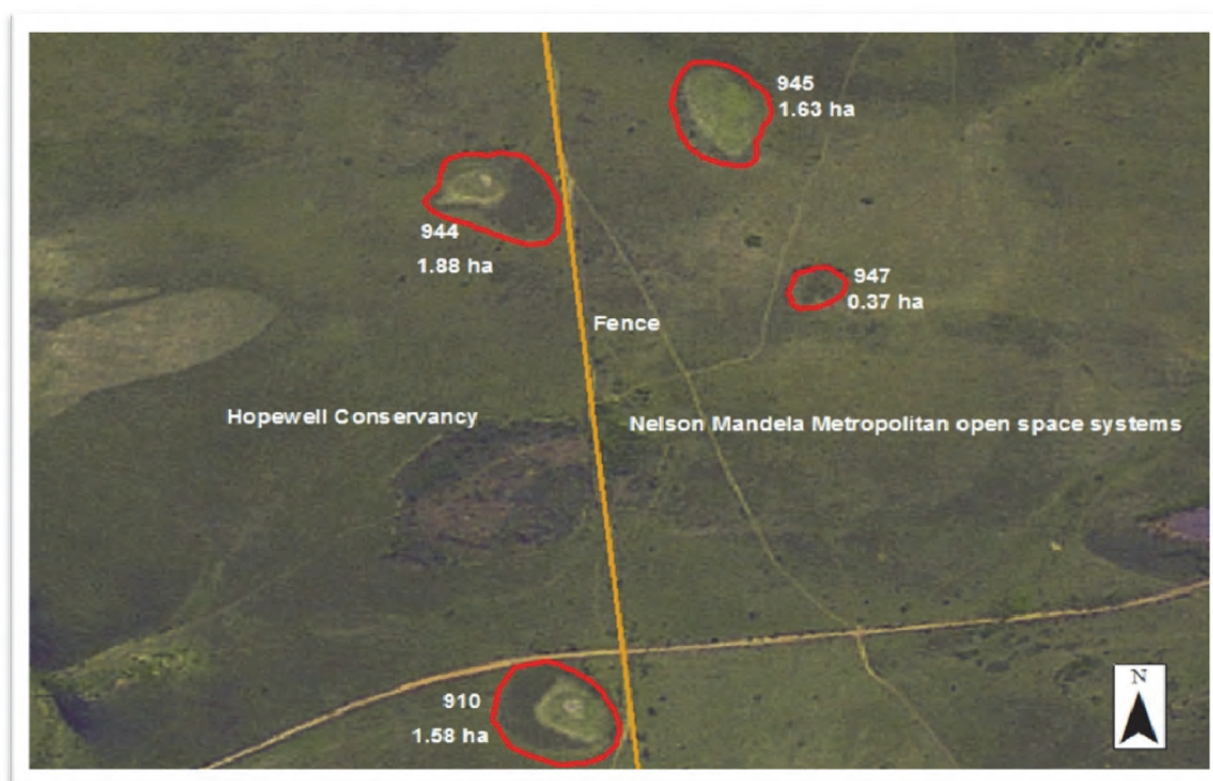 945
1.63 ha
944
1.88 ha
947
0.37 ha
Fence
Hopewell Conservancy
Nelson Mandela Metropolitan open space systems
910
1.58 ha
N